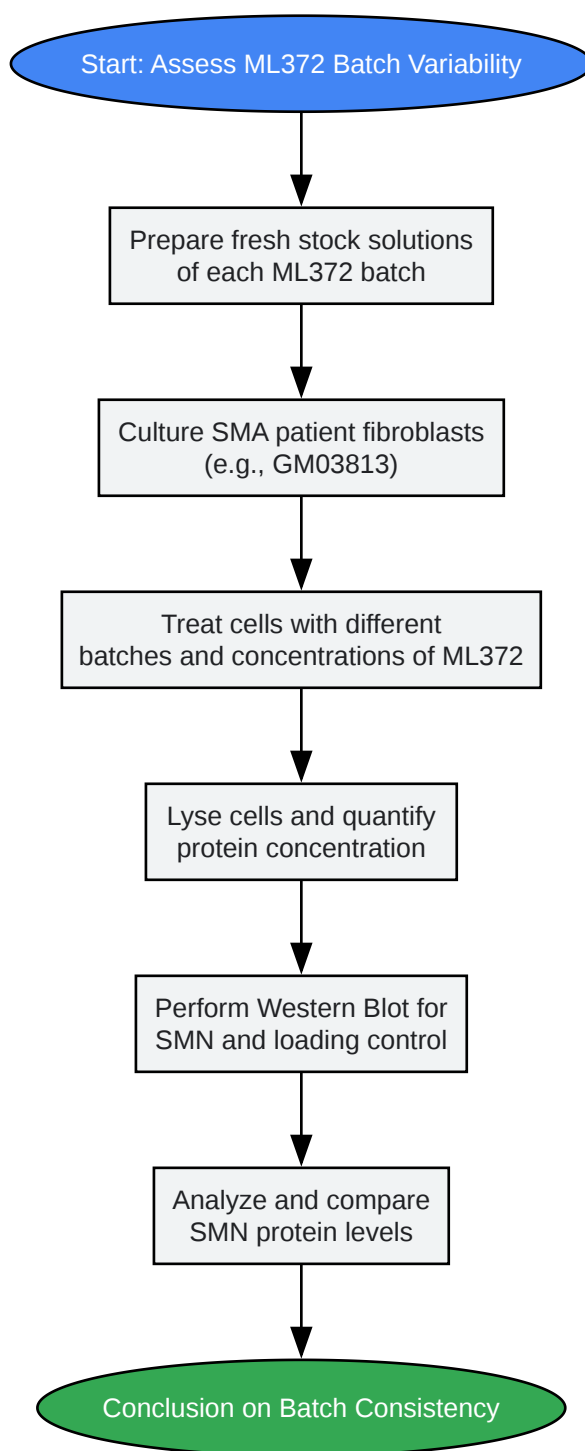 Start: Assess ML372 Batch Variability
Prepare fresh stock solutions
of each ML372 batch
Culture SMA patient fibroblasts
(e.g., GM03813)
Treat cells with different
batches and concentrations of ML372
Lyse cells and quantify
protein concentration
Perform Western Blot for
SMN and loading control
Analyze and compare
SMN protein levels
Conclusion on Batch Consistency